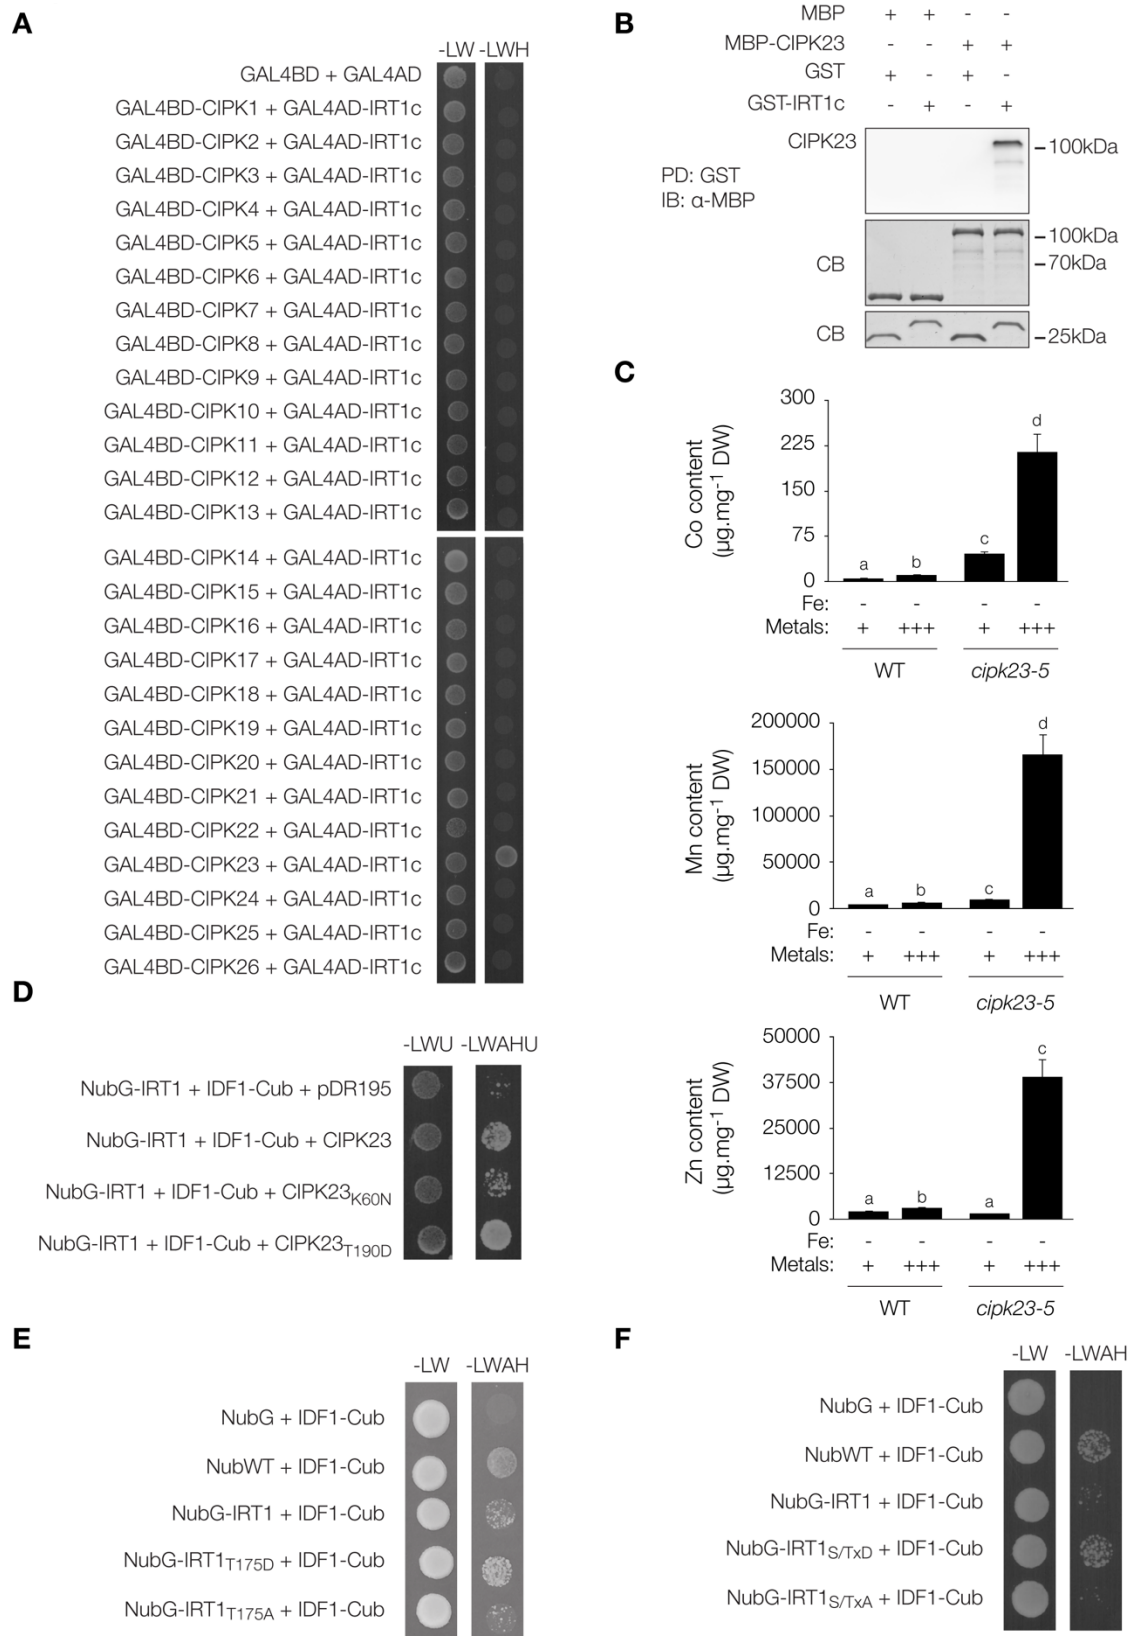 A
-LW -LWH
GAL4BD + GAL4AD
GAL4BD-CIPK1 + GAL4AD-IRT1c
GAL4BD-CIPK2 + GAL4AD-IRT1c
GAL4BD-CIPK3 + GAL4AD-IRT1c
GAL4BD-CIPK4 + GAL4AD-IRT1c
GAL4BD-CIPK5 + GAL4AD-IRT1c
GAL4BD-CIPK6 + GAL4AD-IRT1c
GAL4BD-CIPK7 + GAL4AD-IRT1c
GAL4BD-CIPK8 + GAL4AD-IRT1c
GAL4BD-CIPK9 + GAL4AD-IRT1c
GAL4BD-CIPK10 + GAL4AD-IRT1c
GAL4BD-CIPK11 + GAL4AD-IRT1c
GAL4BD-CIPK12 + GAL4AD-IRT1c
GAL4BD-CIPK13 + GAL4AD-IRT1c
GAL4BD-CIPK14 + GAL4AD-IRT1c
GAL4BD-CIPK15 + GAL4AD-IRT1c
GAL4BD-CIPK16 + GAL4AD-IRT1c
GAL4BD-CIPK17 + GAL4AD-IRT1c
GAL4BD-CIPK18 + GAL4AD-IRT1c
GAL4BD-CIPK19 + GAL4AD-IRT1c
GAL4BD-CIPK20 + GAL4AD-IRT1c
GAL4BD-CIPK21 + GAL4AD-IRT1c
GAL4BD-CIPK22 + GAL4AD-IRT1c
GAL4BD-CIPK23 + GAL4AD-IRT1c
GAL4BD-CIPK24 + GAL4AD-IRT1c
GAL4BD-CIPK25 + GAL4AD-IRT1c
GAL4BD-CIPK26 + GAL4AD-IRT1c
B
MBP + + - -
MBP-CIPK23 - - + +
GST + - + -
GST-IRT1c - + - +
CIPK23
100kDa
PD: GST
IB: α-MBP
100kDa
CB
70kDa
CB
25kDa
C
Co content
(µg.mg⁻¹ DW)
300
225
150
75
0
a b c d
Fe: - - - -
Metals: + +++ + +++
WT cipk23-5
Mn content
(µg.mg⁻¹ DW)
200000
150000
100000
50000
0
a b c d
Fe: - - - -
Metals: + +++ + +++
WT cipk23-5
Zn content
(µg.mg⁻¹ DW)
50000
37500
25000
12500
0
a b a c
Fe: - - - -
Metals: + +++ + +++
WT cipk23-5
D
-LWU -LWAHU
NubG-IRT1 + IDF1-Cub + pDR195
NubG-IRT1 + IDF1-Cub + CIPK23
NubG-IRT1 + IDF1-Cub + CIPK23K60N
NubG-IRT1 + IDF1-Cub + CIPK23T190D
E
-LW -LWAH
NubG + IDF1-Cub
NubWT + IDF1-Cub
NubG-IRT1 + IDF1-Cub
NubG-IRT1T175D + IDF1-Cub
NubG-IRT1T175A + IDF1-Cub
F
-LW -LWAH
NubG + IDF1-Cub
NubWT + IDF1-Cub
NubG-IRT1 + IDF1-Cub
NubG-IRT1S/TxD + IDF1-Cub
NubG-IRT1S/TxA + IDF1-Cub